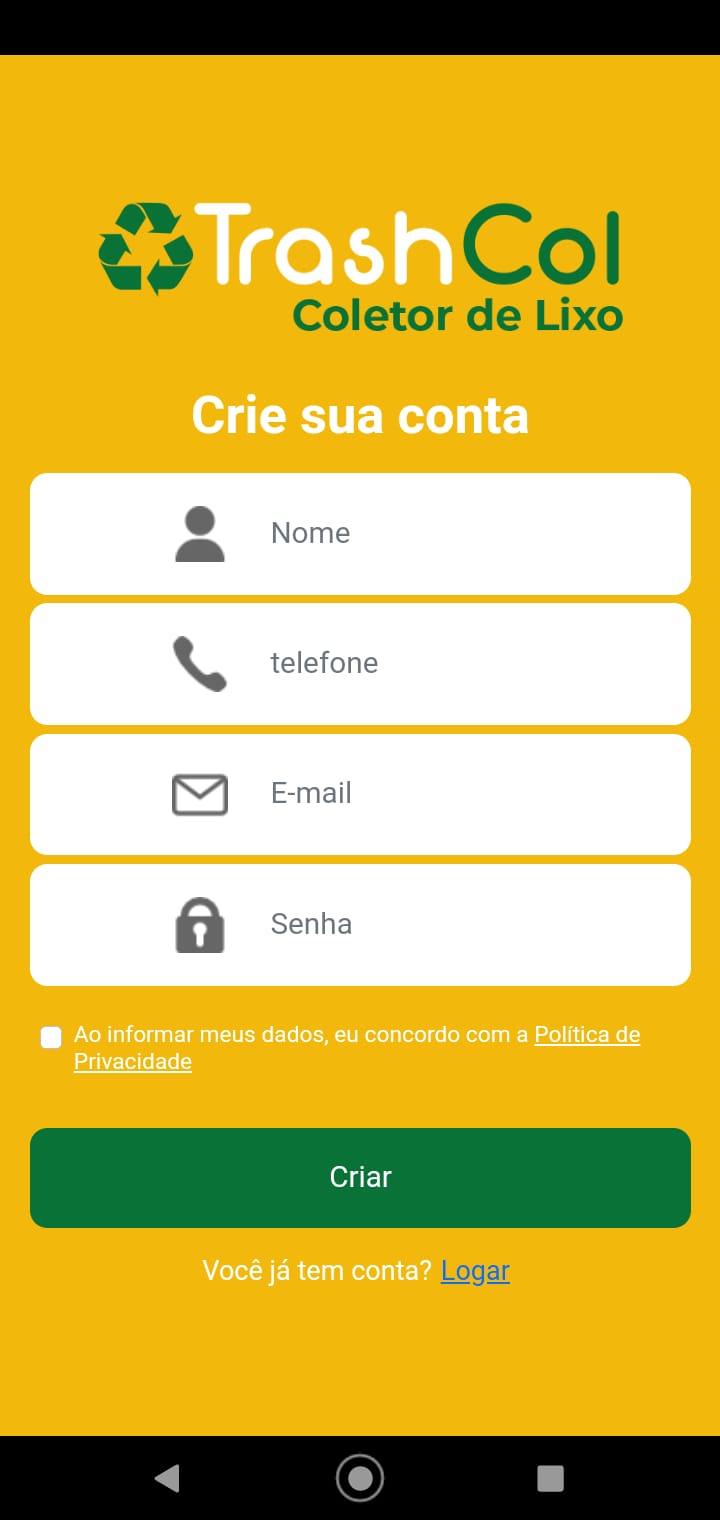 TrashCol
Coletor de Lixo
Crie sua conta
Nome
telefone
E-mail
Senha
Ao informar meus dados, eu concordo com a Política de
Privacidade
Criar
Você já tem conta? Logar